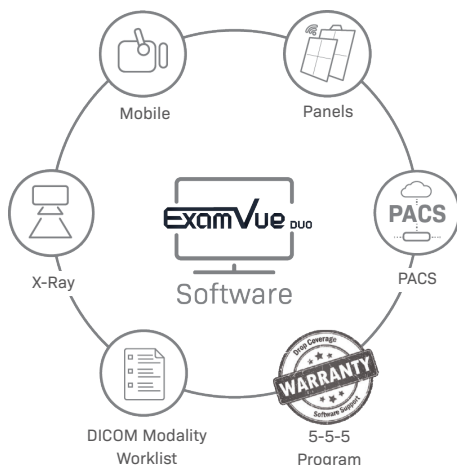 Mobile
Panels
ExamVue DUO
Software
X-Ray
PACS
PACS
DICOM Modality
Worklist
Drop Coverage
WARRANTY
Software Support
5-5-5
Program